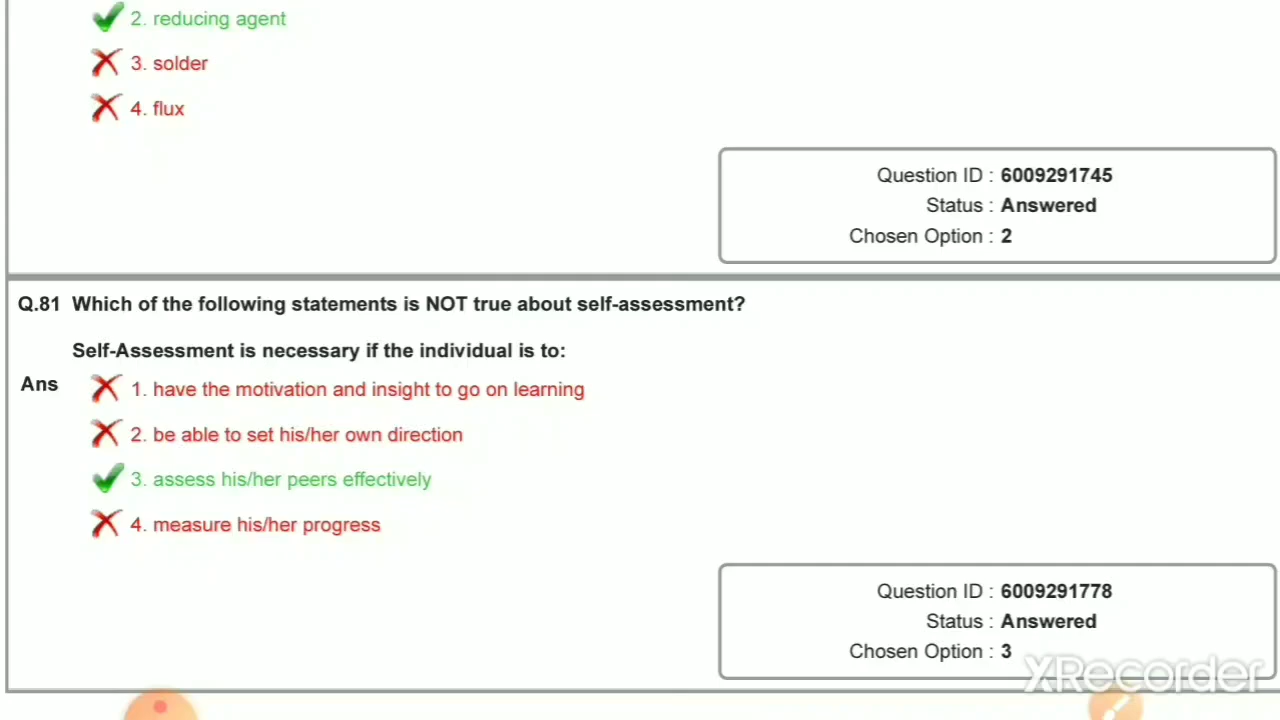 2. reducing agent
3. solder
4. flux
Question ID : 6009291745
Status : Answered
Chosen Option : 2
Q.81 Which of the following statements is NOT true about self-assessment?
Self-Assessment is necessary if the individual is to:
Ans 1. have the motivation and insight to go on learning
2. be able to set his/her own direction
3. assess his/her peers effectively
4. measure his/her progress
Question ID : 6009291778
Status : Answered
Chosen Option : 3
XRecorder